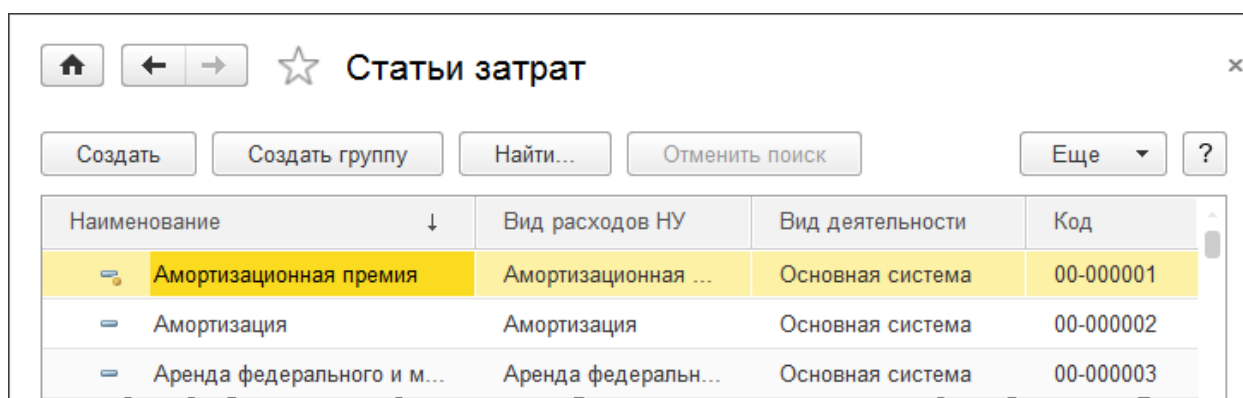 Статьи затрат
Создать Создать группу Найти... Отменить поиск Еще ?
Наименование ↓ Вид расходов НУ Вид деятельности Код
Амортизационная премия Амортизационная ... Основная система 00-000001
Амортизация Амортизация Основная система 00-000002
Аренда федерального и м... Аренда федеральн... Основная система 00-000003